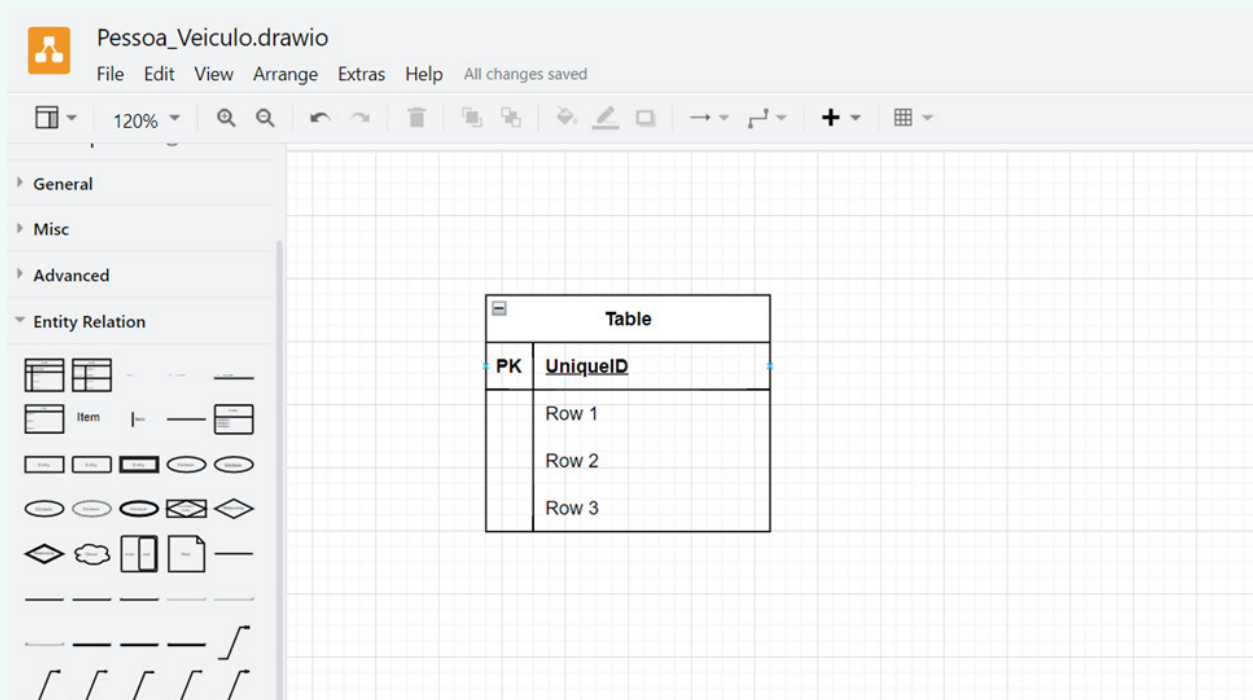 Pessoa_Veiculo.drawio
File Edit View Arrange Extras Help All changes saved
120%
General
Misc
Advanced
Entity Relation
Item
Table
PK UniqueID
Row 1
Row 2
Row 3